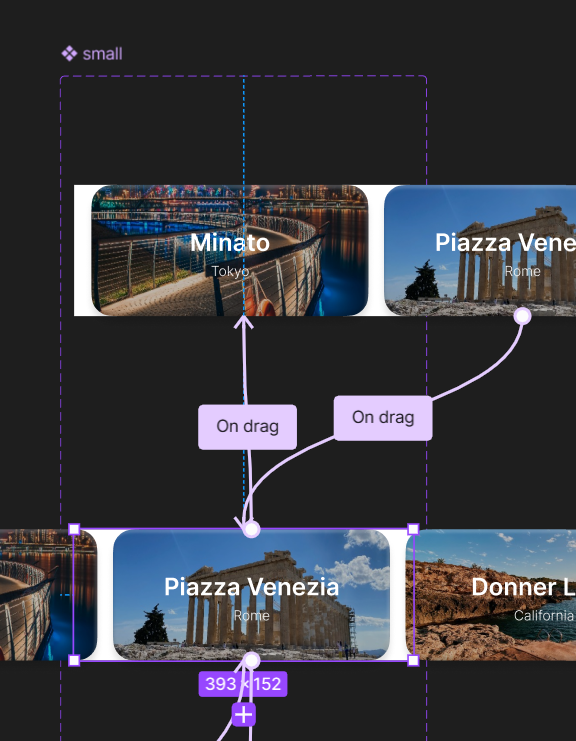 small
Minato
Tokyo
Piazza Vene
Rome
On drag
On drag
Piazza Venezia
Rome
Donner L
California
393 × 152